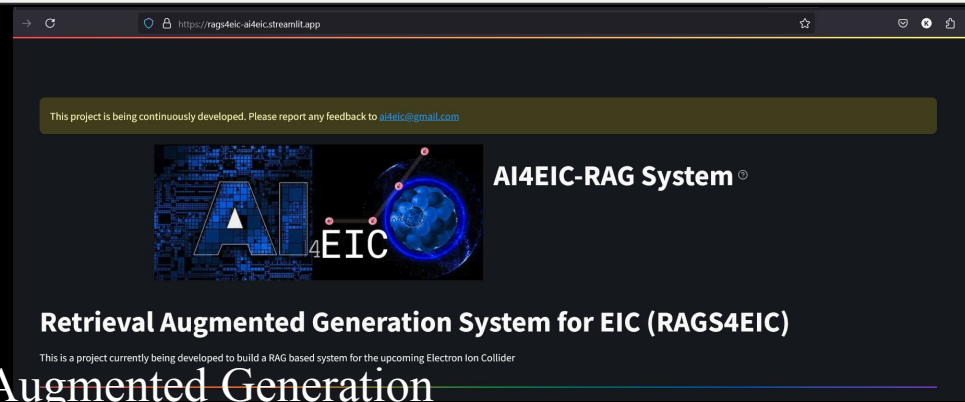 https://rags4eic-ai4eic.streamlit.app
K
This project is being continuously developed. Please report any feedback to ai4eic@gmail.com
AI
4EIC
AI4EIC-RAG System
Retrieval Augmented Generation System for EIC (RAGS4EIC)
This is a project currently being developed to build a RAG based system for the upcoming Electron Ion Collider
Augmented Generation